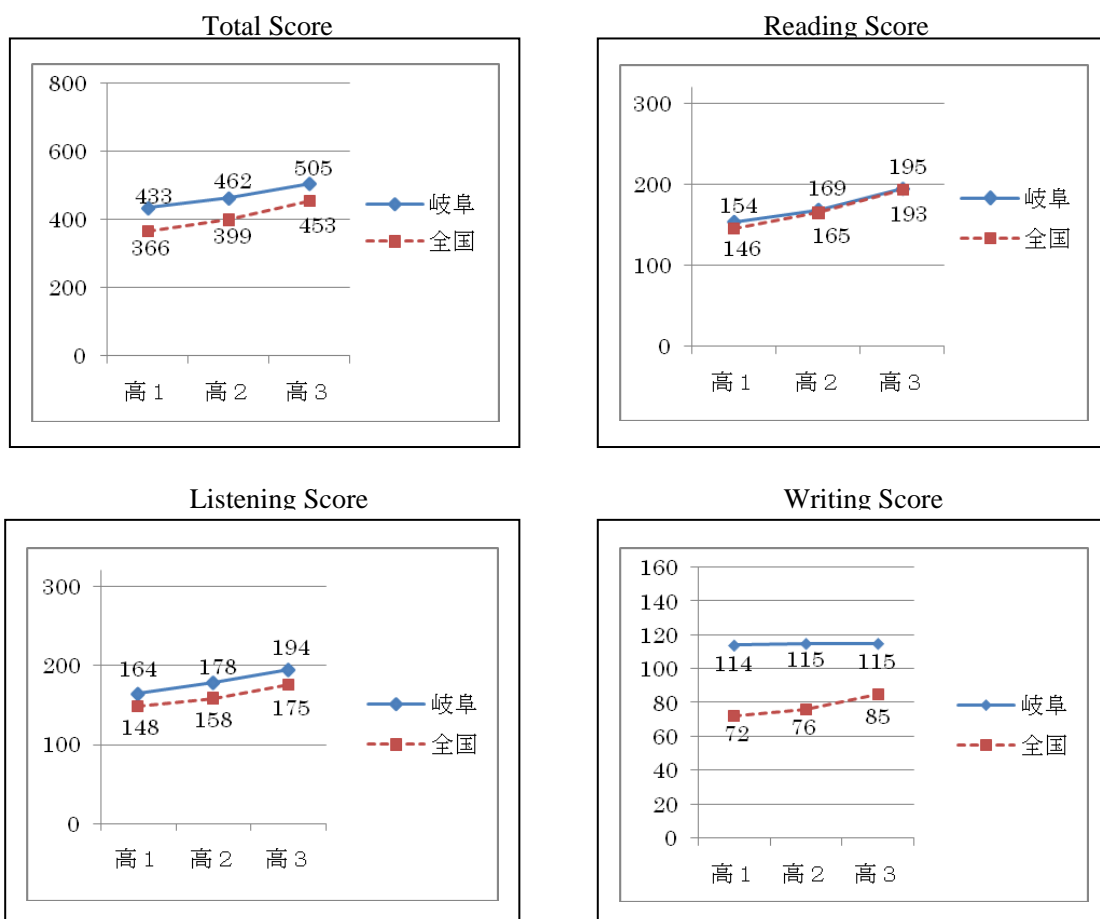 Total Score
800
600
400
200
0
433
462
505
366
399
453
高１
高２
高３
岐阜
全国
Reading Score
300
200
100
0
154
169
195
146
165
193
高１
高２
高３
岐阜
全国
Listening Score
300
200
100
0
164
178
194
148
158
175
高１
高２
高３
岐阜
全国
Writing Score
160
140
120
100
80
60
40
20
0
114
115
115
72
76
85
高１
高２
高３
岐阜
全国